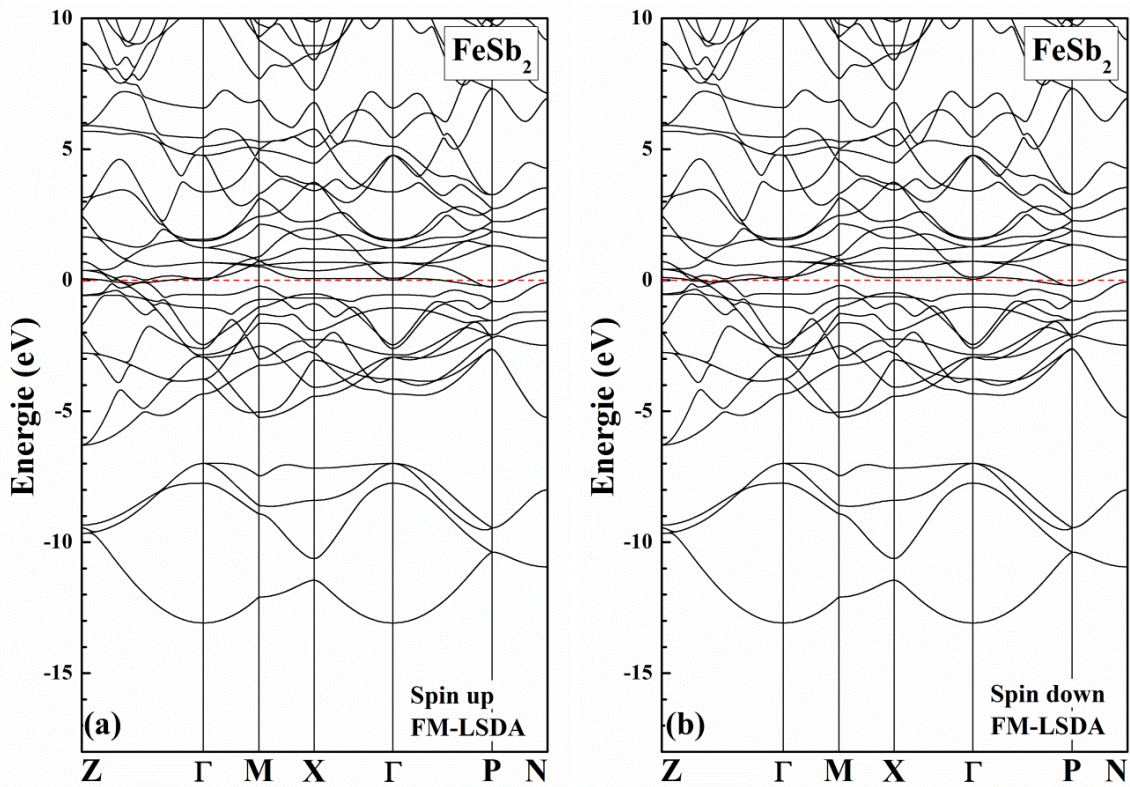 10
5
0
-5
-10
-15
Energie (eV)
FeSb₂
Spin up
FM-LSDA
(a)
Z Γ M X Γ P N
10
5
0
-5
-10
-15
Energie (eV)
FeSb₂
Spin down
FM-LSDA
(b)
Z Γ M X Γ P N